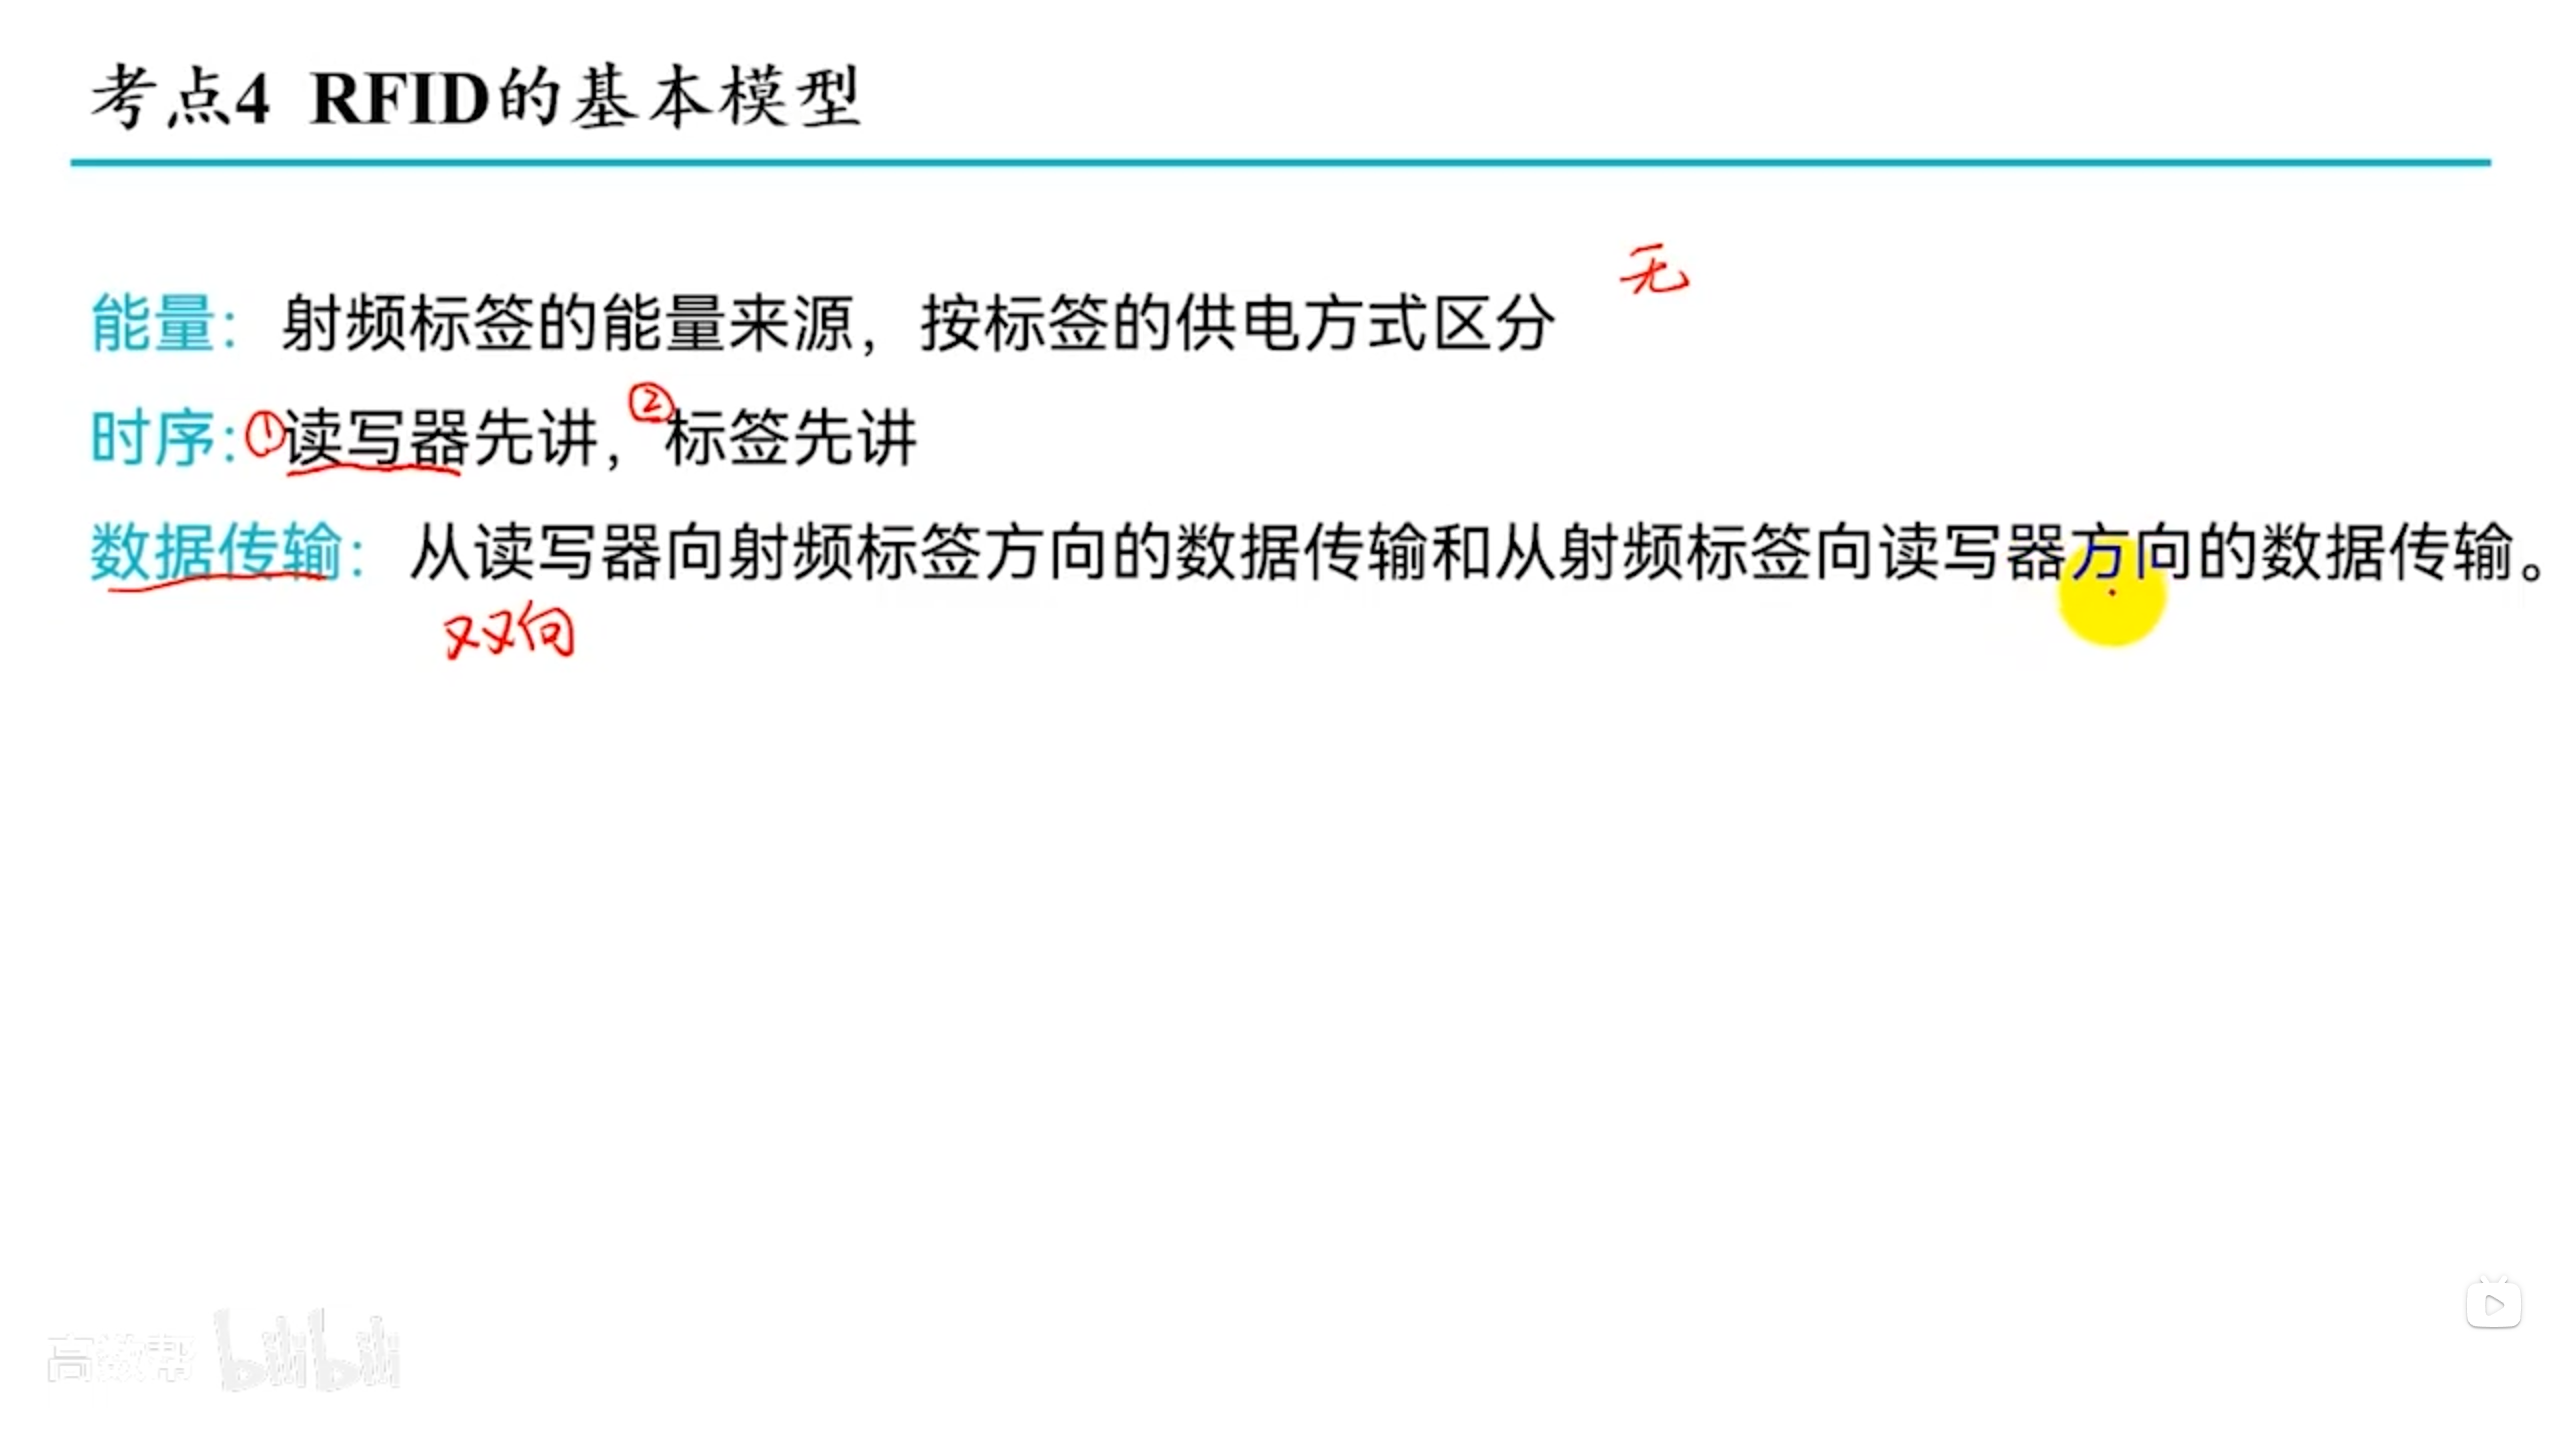 考点4 RFID的基本模型
无
能量：射频标签的能量来源，按标签的供电方式区分
时序：①读写器先讲，②标签先讲
数据传输：从读写器向射频标签方向的数据传输和从射频标签向读写器方向的数据传输。
双向
高数帮 bilibili